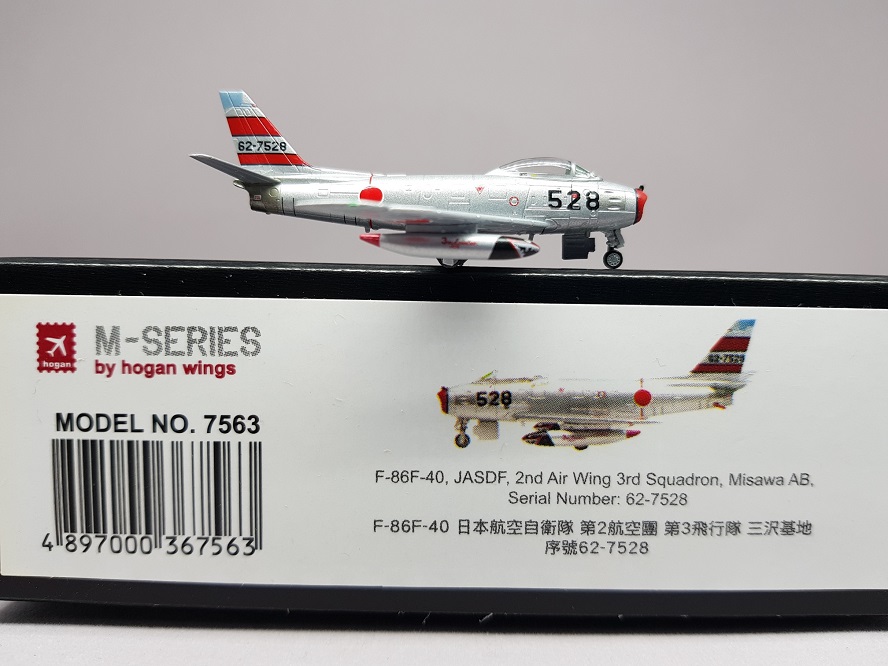 62-7528
528
M-SERIES
hogan
by hogan wings
62-7528
528
MODEL NO. 7563
4 897000 367563
F-86F-40, JASDF, 2nd Air Wing 3rd Squadron, Misawa AB,
Serial Number: 62-7528
F-86F-40 日本航空自衛隊 第2航空團 第3飛行隊 三沢基地
序號62-7528